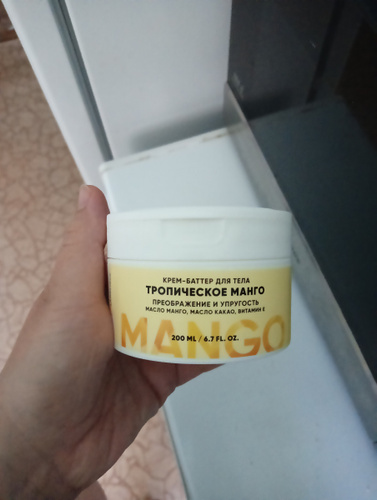 КРЕМ-БАТТЕР ДЛЯ ТЕЛА
ТРОПИЧЕСКОЕ МАНГО
ПРЕОБРАЖЕНИЕ И УПРУГОСТЬ
МАСЛО МАНГО, МАСЛО КАКАО, ВИТАМИН Е
MANGO
200 ML / 6.7 FL. OZ.